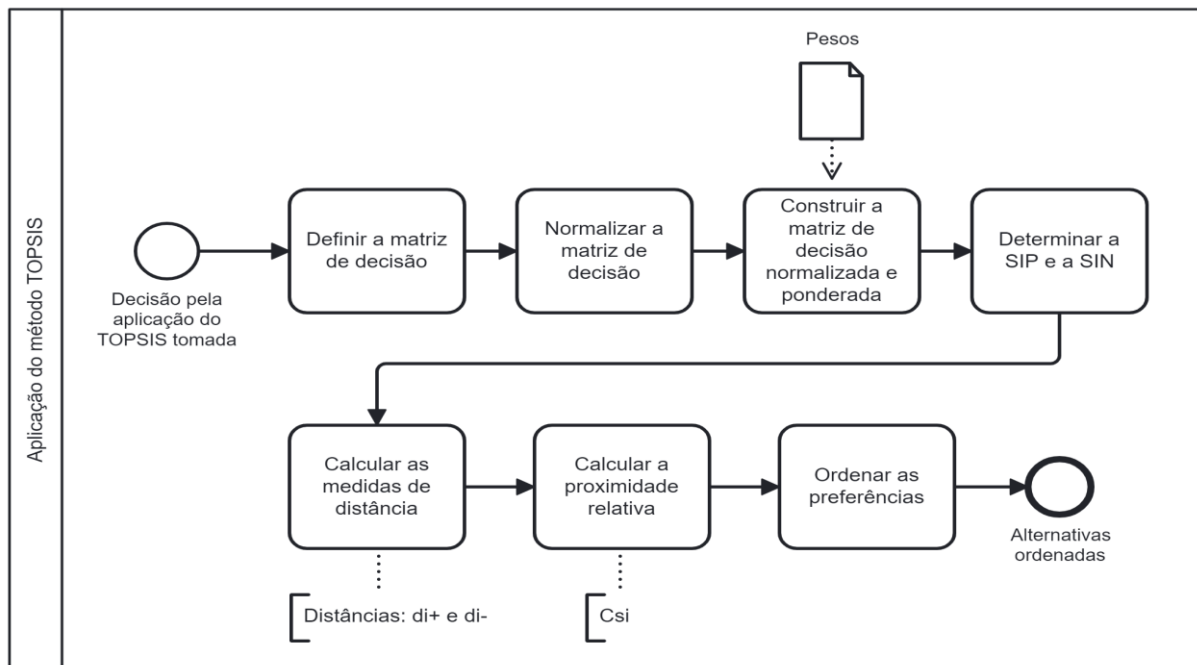 Aplicação do método TOPSIS
Pesos
Decisão pela
aplicação do
TOPSIS tomada
Definir a matriz
de decisão
Normalizar a
matriz de
decisão
Construir a
matriz de
decisão
normalizada e
ponderada
Determinar a
SIP e a SIN
Calcular as
medidas de
distância
Calcular a
proximidade
relativa
Ordenar as
preferências
Alternativas
ordenadas
Distâncias: di+ e di-
Csi